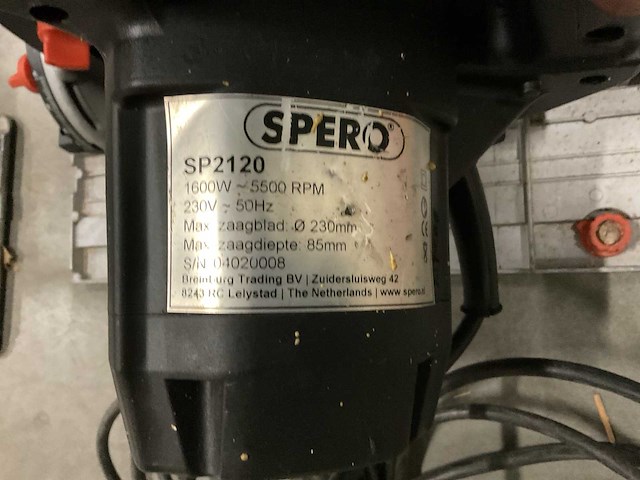 SPERO
SP2120
1600W ~ 5500 RPM
230V ~ 50Hz
Max. zaagblad: Ø 230mm
Max. zaagdiepte: 85mm
S/N: 04020008
Trading BV | Zuidersluisweg 42
8243 RC Lelystad | The Netherlands | www.spero.nl